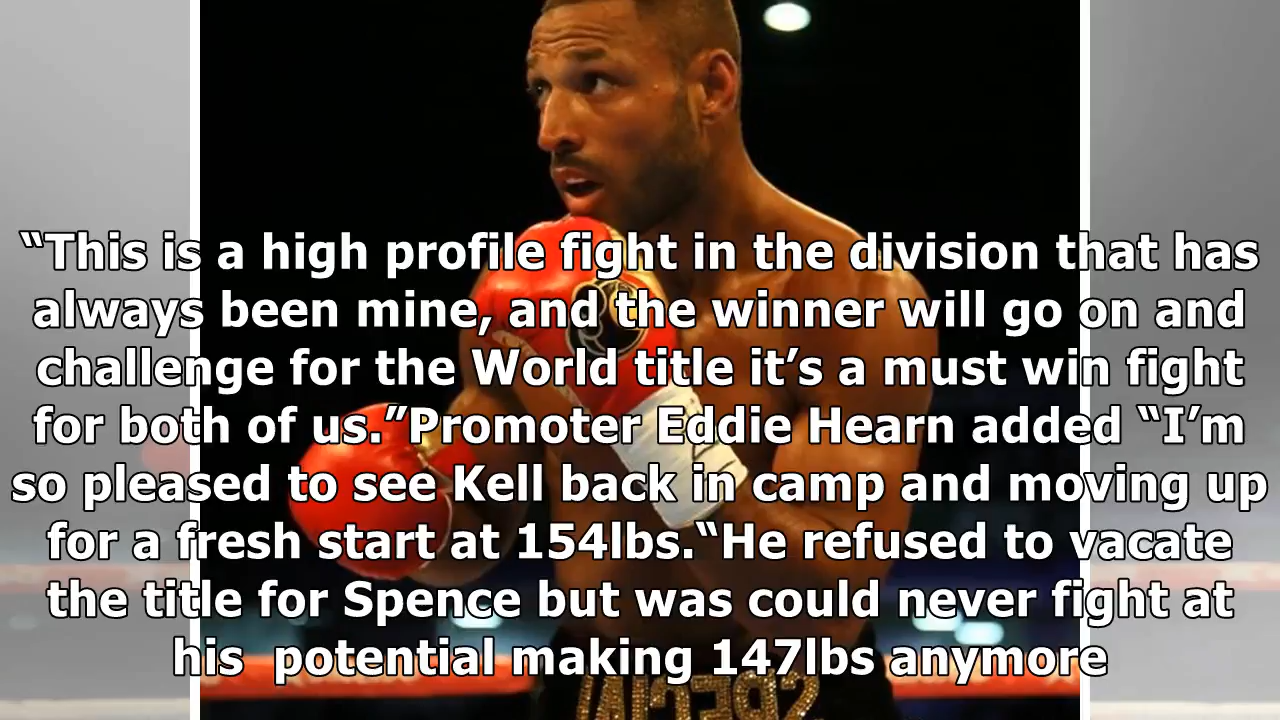 “This is a high profile fight in the division that has
always been mine, and the winner will go on and
challenge for the World title it’s a must win fight
for both of us.”Promoter Eddie Hearn added “I’m
so pleased to see Kell back in camp and moving up
for a fresh start at 154lbs.“He refused to vacate
the title for Spence but was could never fight at
his  potential making 147lbs anymore
SPECIAL